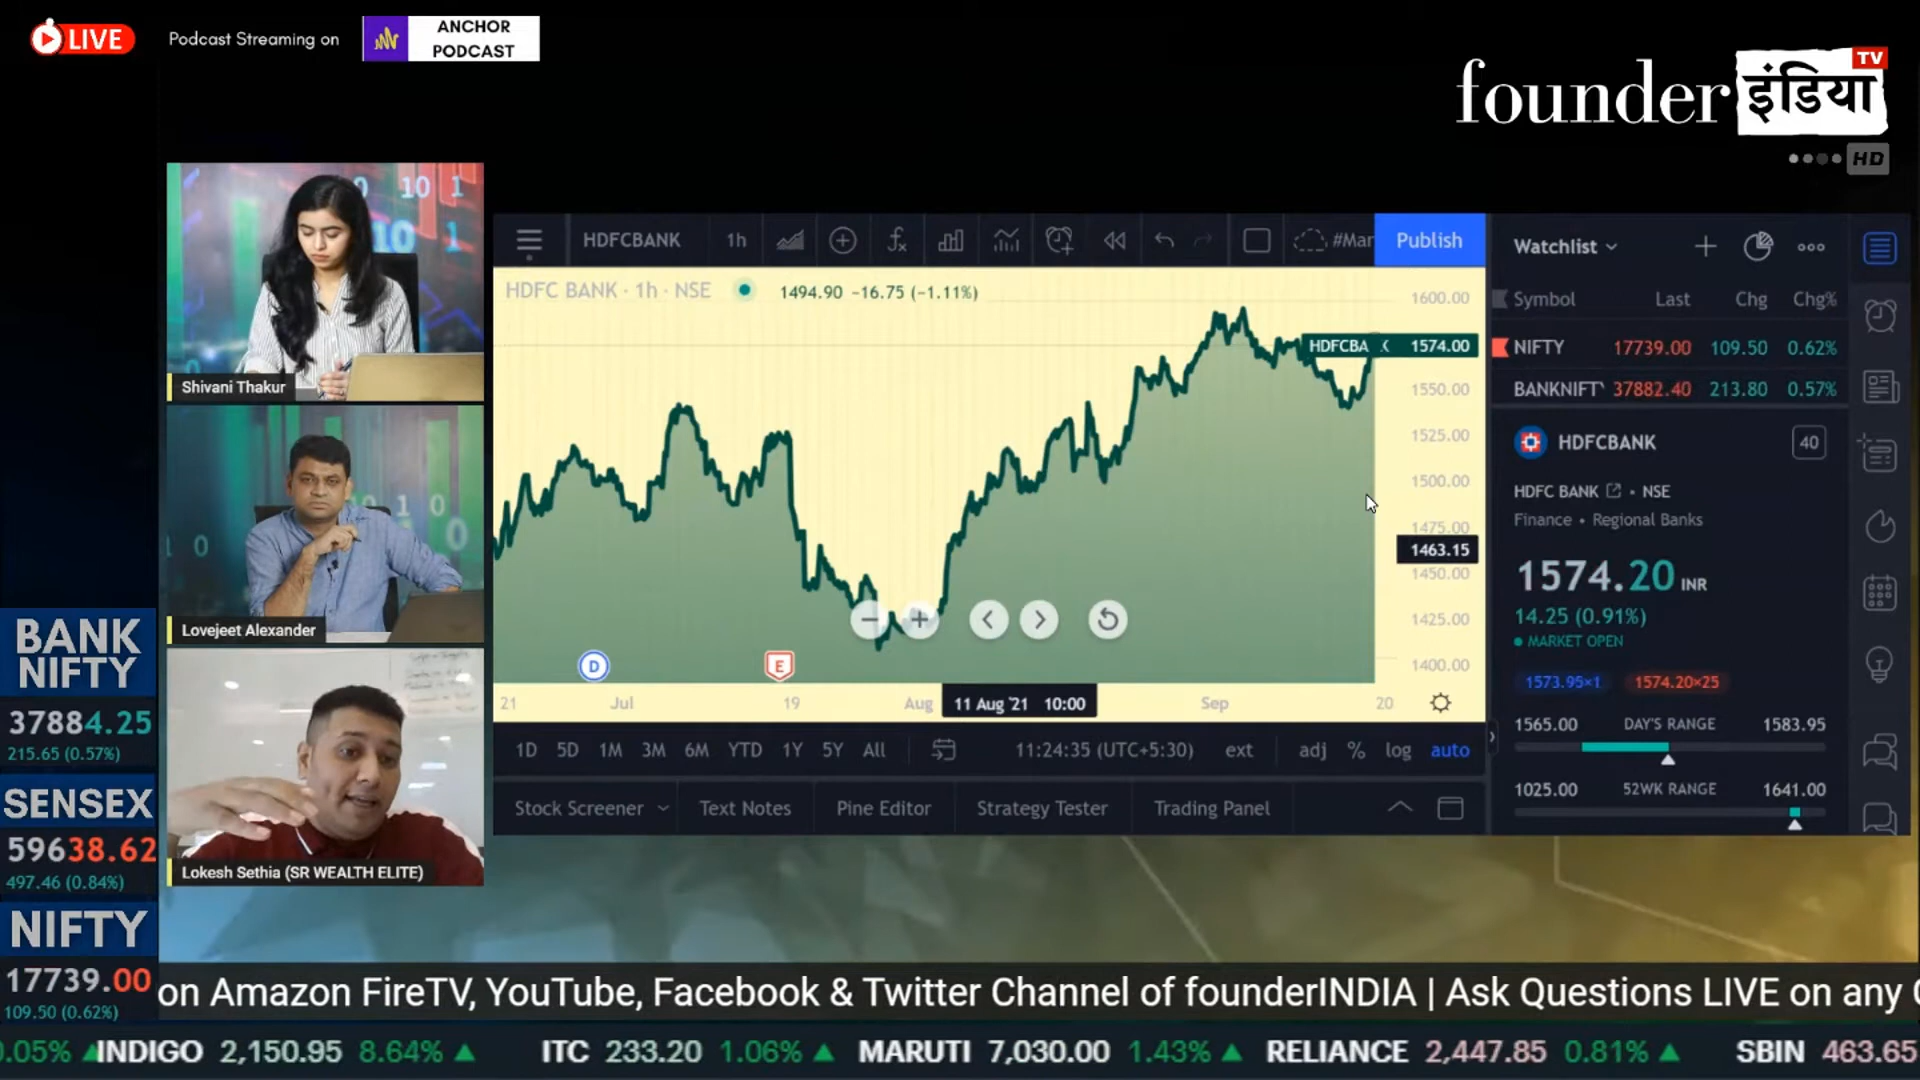 LIVE
Podcast Streaming on
ANCHOR
PODCAST
founder इंडिया TV
HD
Shivani Thakur
Lovejeet Alexander
Lokesh Sethia (SR WEALTH ELITE)
BANK
NIFTY
37884.25
215.65 (0.57%)
SENSEX
59638.62
497.46 (0.84%)
NIFTY
17739.00
109.50 (0.62%)
HDFCBANK 1h #Mar Publish
HDFC BANK · 1h · NSE 1494.90 −16.75 (−1.11%)
1600.00
HDFCBA K 1574.00
1550.00
1525.00
1500.00
1475.00
1463.15
1450.00
1425.00
1400.00
D E
21 Jul 19 Aug 11 Aug '21 10:00 Sep 20
1D 5D 1M 3M 6M YTD 1Y 5Y All 11:24:35 (UTC+5:30) ext adj % log auto
Stock Screener Text Notes Pine Editor Strategy Tester Trading Panel
Watchlist
Symbol Last Chg Chg%
NIFTY 17739.00 109.50 0.62%
BANKNIFTY 37882.40 213.80 0.57%
HDFCBANK 40
HDFC BANK • NSE
Finance • Regional Banks
1574.20 INR
14.25 (0.91%)
MARKET OPEN
1573.95×1 1574.20×25
1565.00 DAY'S RANGE 1583.95
1025.00 52WK RANGE 1641.00
on Amazon FireTV, YouTube, Facebook & Twitter Channel of founderINDIA | Ask Questions LIVE on any
0.05% INDIGO 2,150.95 8.64% ITC 233.20 1.06% MARUTI 7,030.00 1.43% RELIANCE 2,447.85 0.81% SBIN 463.65